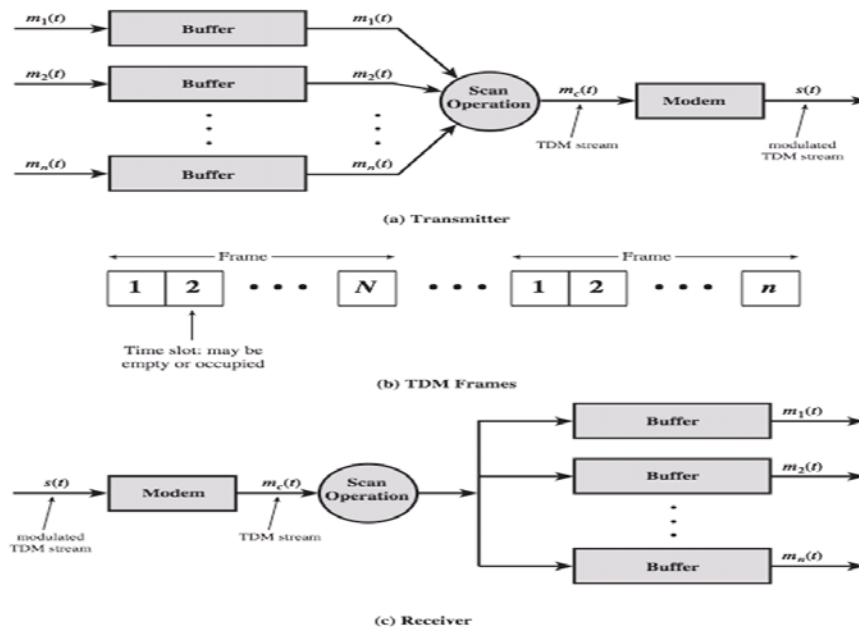 m₁(t) Buffer m₁(t)
m₂(t) Buffer m₂(t)
mₙ(t) Buffer mₙ(t)
Scan
Operation
m_c(t) Modem s(t)
TDM stream
modulated
TDM stream
(a) Transmitter
Frame Frame
1 2 • • • N • • • 1 2 • • • n
Time slot: may be
empty or occupied
(b) TDM Frames
s(t) Modem m_c(t)
Scan
Operation
modulated
TDM stream
TDM stream
Buffer m₁(t)
Buffer m₂(t)
Buffer mₙ(t)
(c) Receiver